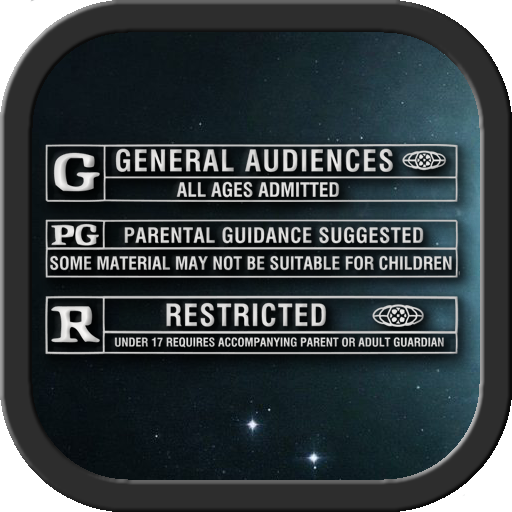 G GENERAL AUDIENCES
ALL AGES ADMITTED
PG PARENTAL GUIDANCE SUGGESTED
SOME MATERIAL MAY NOT BE SUITABLE FOR CHILDREN
R RESTRICTED
UNDER 17 REQUIRES ACCOMPANYING PARENT OR ADULT GUARDIAN